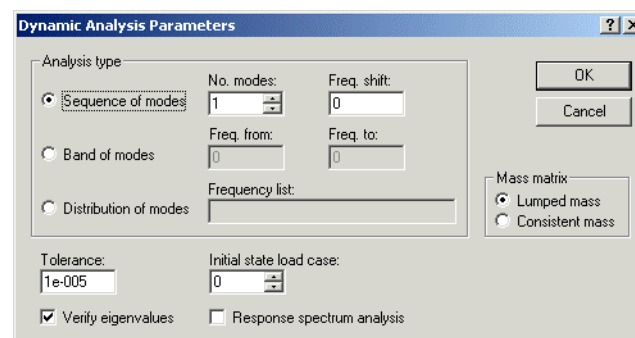 Dynamic Analysis Parameters
Analysis type
No. modes: Freq. shift:
Sequence of modes 1 0
Freq. from: Freq. to:
Band of modes 0 0
Frequency list:
Distribution of modes
OK
Cancel
Mass matrix
Lumped mass
Consistent mass
Tolerance: Initial state load case:
1e-005 0
Verify eigenvalues Response spectrum analysis